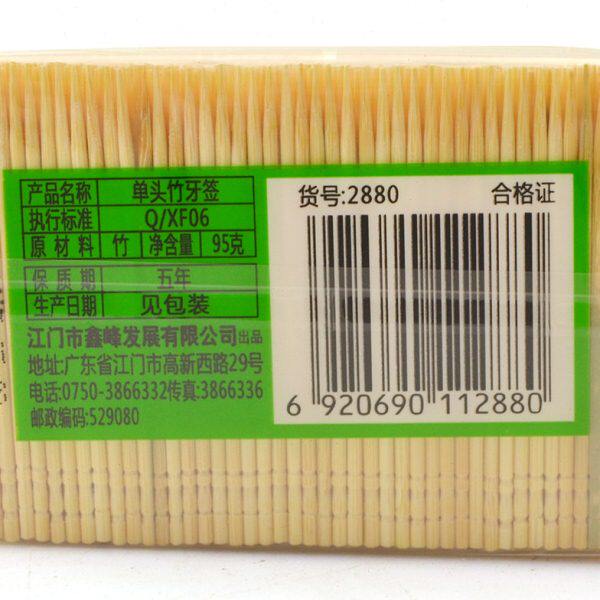 产品名称 单头竹牙签
执行标准 Q/XF06
原材料 竹 净含量 95克
保质期 五年
生产日期 见包装
江门市鑫峰发展有限公司出品
地址:广东省江门市高新西路29号
电话:0750-3866332传真:3866336
邮政编码:529080
货号:2880 合格证
6 920690 112880